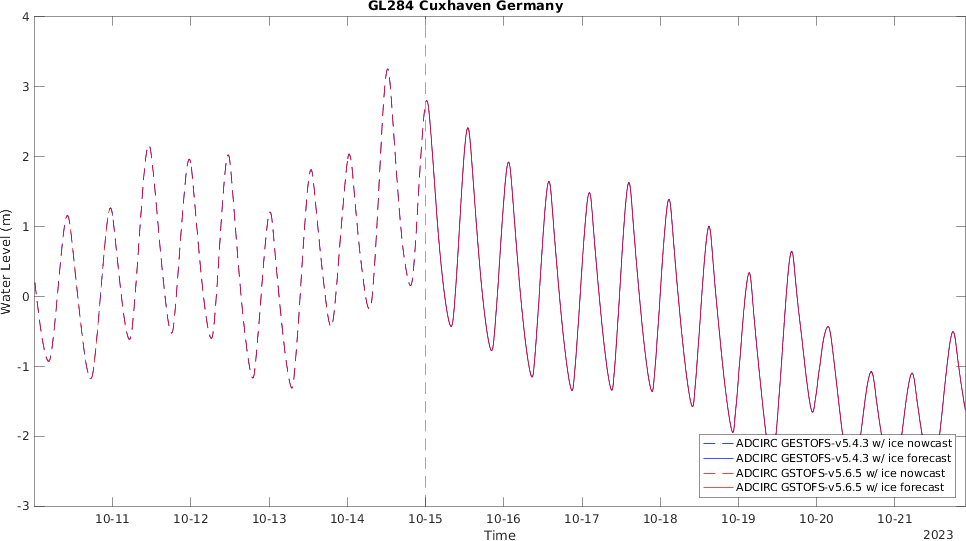 GL284 Cuxhaven Germany
4
3
2
1
0
-1
-2
-3
Water Level (m)
10-11
10-12
10-13
10-14
10-15
10-16
10-17
10-18
10-19
10-20
10-21
2023
Time
ADCIRC GESTOFS-v5.4.3 w/ ice nowcast
ADCIRC GESTOFS-v5.4.3 w/ ice forecast
ADCIRC GSTOFS-v5.6.5 w/ ice nowcast
ADCIRC GSTOFS-v5.6.5 w/ ice forecast